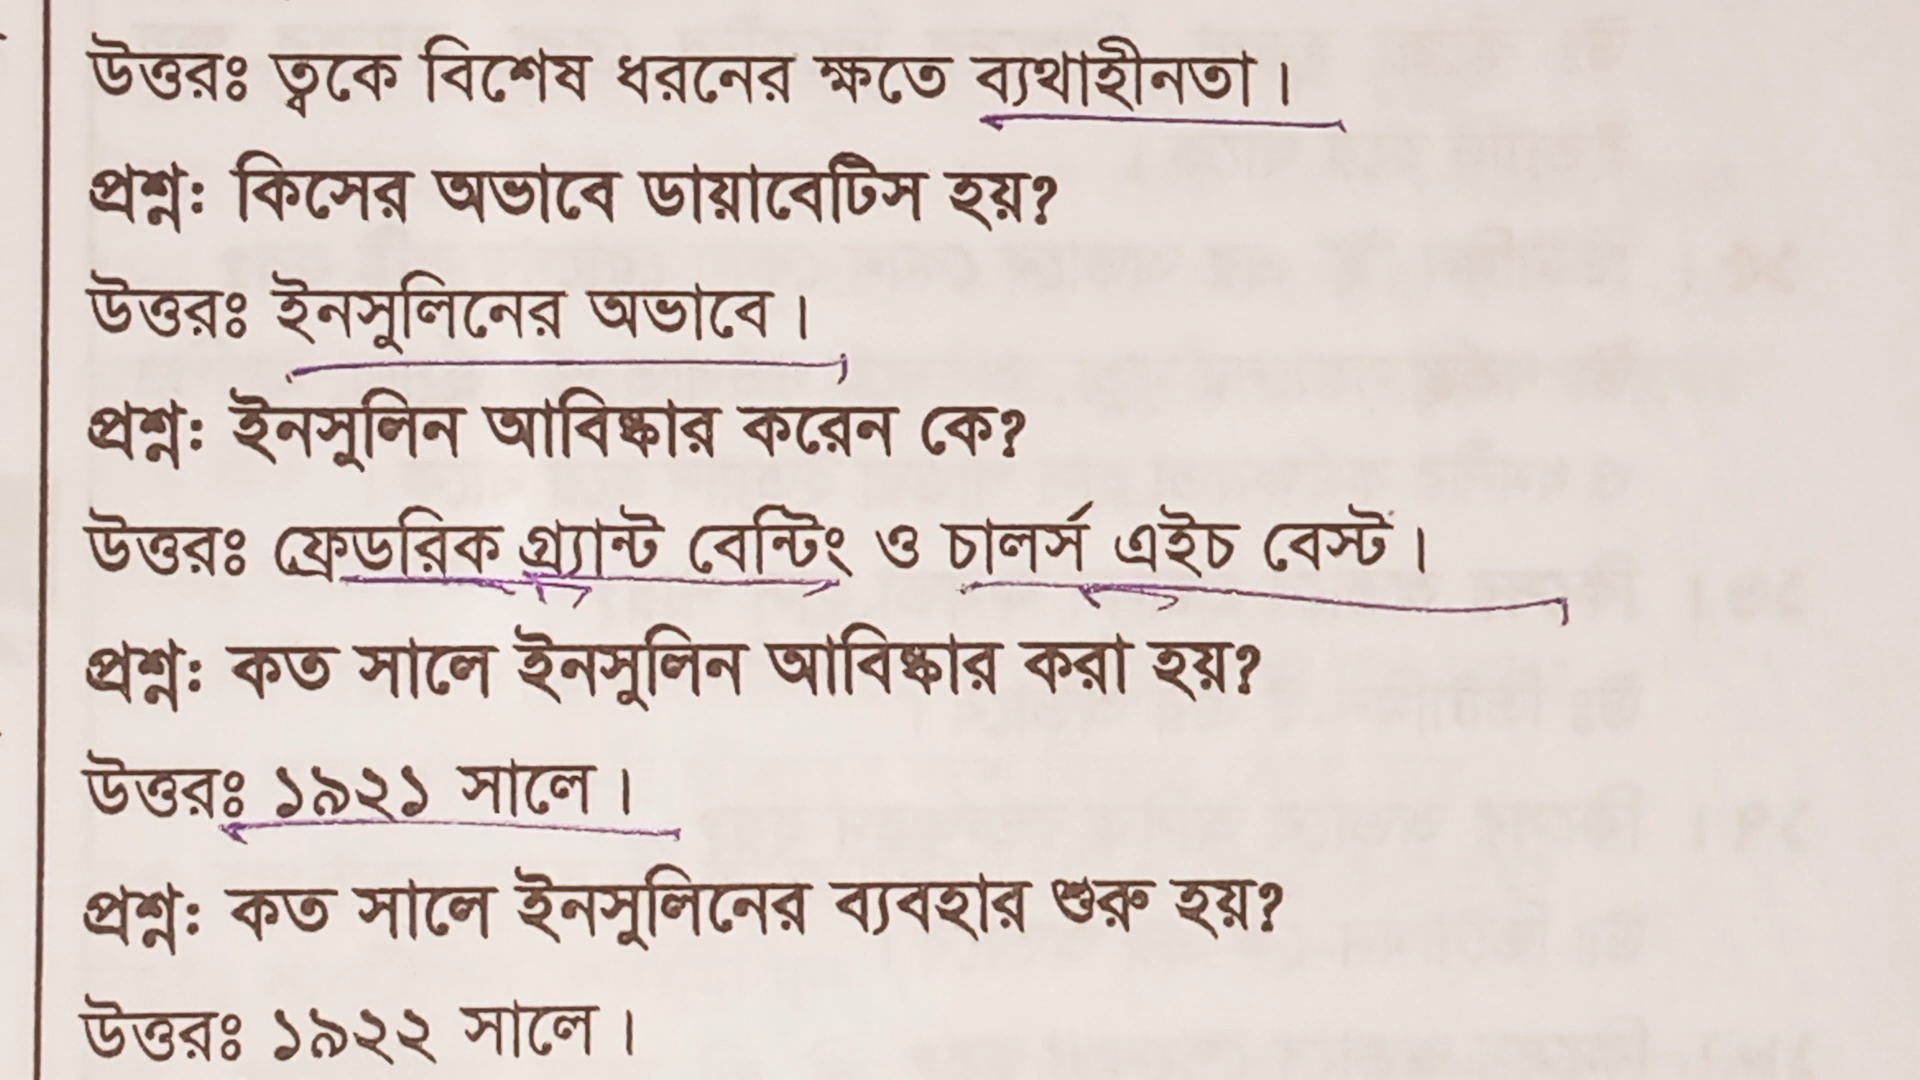 উত্তরঃ ত্বকে বিশেষ ধরনের ক্ষতে ব্যথাহীনতা।
প্রশ্ন: কিসের অভাবে ডায়াবেটিস হয়?
উত্তরঃ ইনসুলিনের অভাবে।
প্রশ্ন: ইনসুলিন আবিষ্কার করেন কে?
উত্তরঃ ফ্রেডরিক গ্র্যান্ট বেন্টিং ও চালর্স এইচ বেস্ট।
প্রশ্ন: কত সালে ইনসুলিন আবিষ্কার করা হয়?
উত্তরঃ ১৯২১ সালে।
প্রশ্ন: কত সালে ইনসুলিনের ব্যবহার শুরু হয়?
উত্তরঃ ১৯২২ সালে।